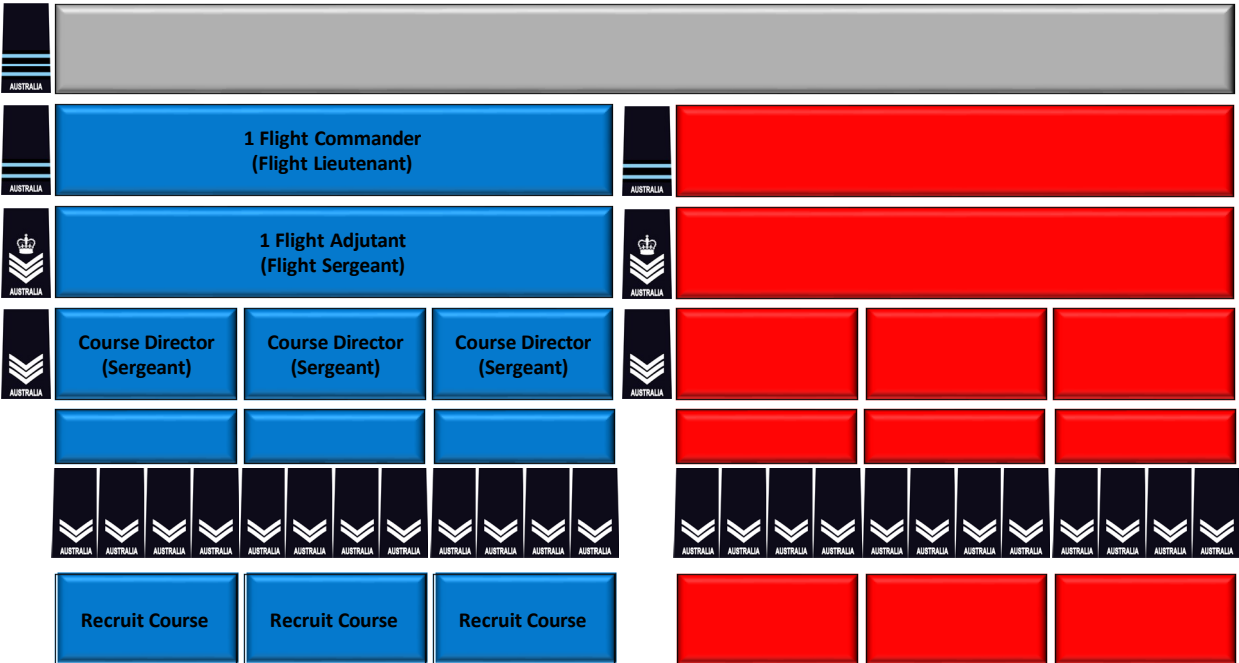 AUSTRALIA
1 Flight Commander
(Flight Lieutenant)
AUSTRALIA AUSTRALIA
1 Flight Adjutant
(Flight Sergeant)
AUSTRALIA AUSTRALIA
Course Director Course Director Course Director
(Sergeant) (Sergeant) (Sergeant)
AUSTRALIA AUSTRALIA
AUSTRALIA AUSTRALIA AUSTRALIA AUSTRALIA AUSTRALIA AUSTRALIA AUSTRALIA AUSTRALIA AUSTRALIA AUSTRALIA AUSTRALIA AUSTRALIA AUSTRALIA AUSTRALIA AUSTRALIA AUSTRALIA AUSTRALIA AUSTRALIA AUSTRALIA AUSTRALIA AUSTRALIA AUSTRALIA AUSTRALIA AUSTRALIA
Recruit Course Recruit Course Recruit Course